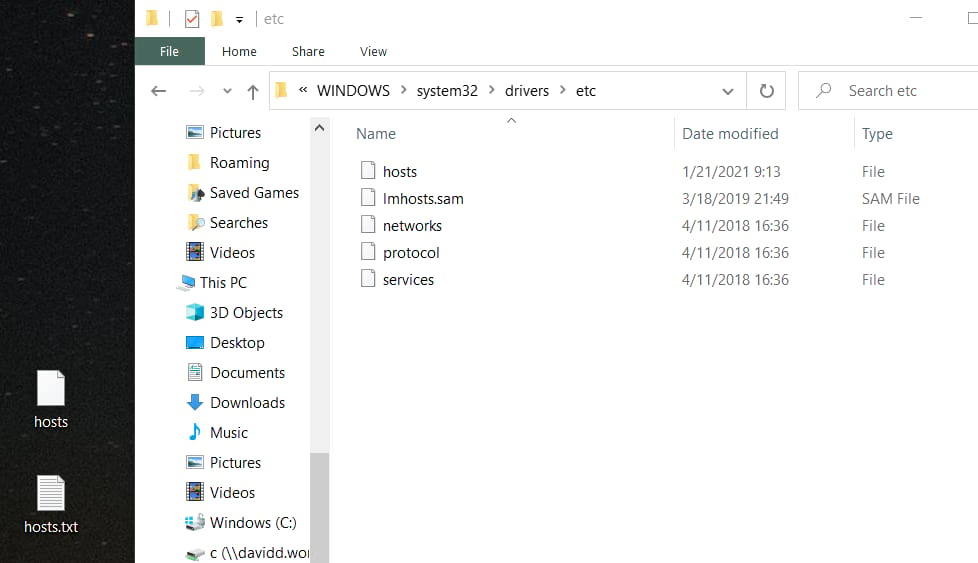 etc
File Home Share View
« WINDOWS > system32 > drivers > etc
Search etc
Name Date modified Type
hosts 1/21/2021 9:13 File
lmhosts.sam 3/18/2019 21:49 SAM File
networks 4/11/2018 16:36 File
protocol 4/11/2018 16:36 File
services 4/11/2018 16:36 File
Pictures
Roaming
Saved Games
Searches
Videos
This PC
3D Objects
Desktop
Documents
Downloads
Music
Pictures
Videos
Windows (C:)
c (\\davidd.wor
hosts
hosts.txt